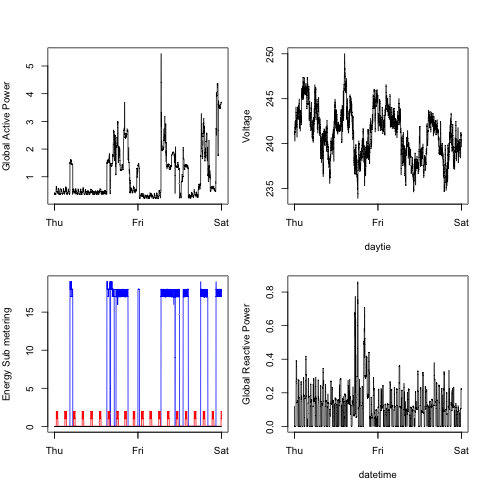 Global Active Power
5
4
3
2
1
Thu Fri Sat
Voltage
250
245
240
235
Thu Fri Sat
daytie
Energy Sub metering
15
10
5
0
Thu Fri Sat
Global Reactive Power
0.8
0.6
0.4
0.2
0.0
Thu Fri Sat
datetime